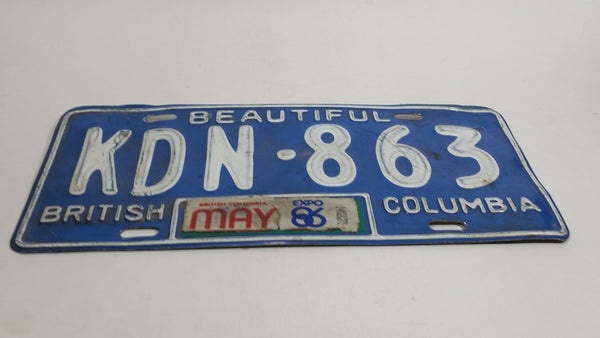 BEAUTIFUL
KDN·863
BRITISH COLUMBIA
BRITISH COLUMBIA
MAY EXPO 86